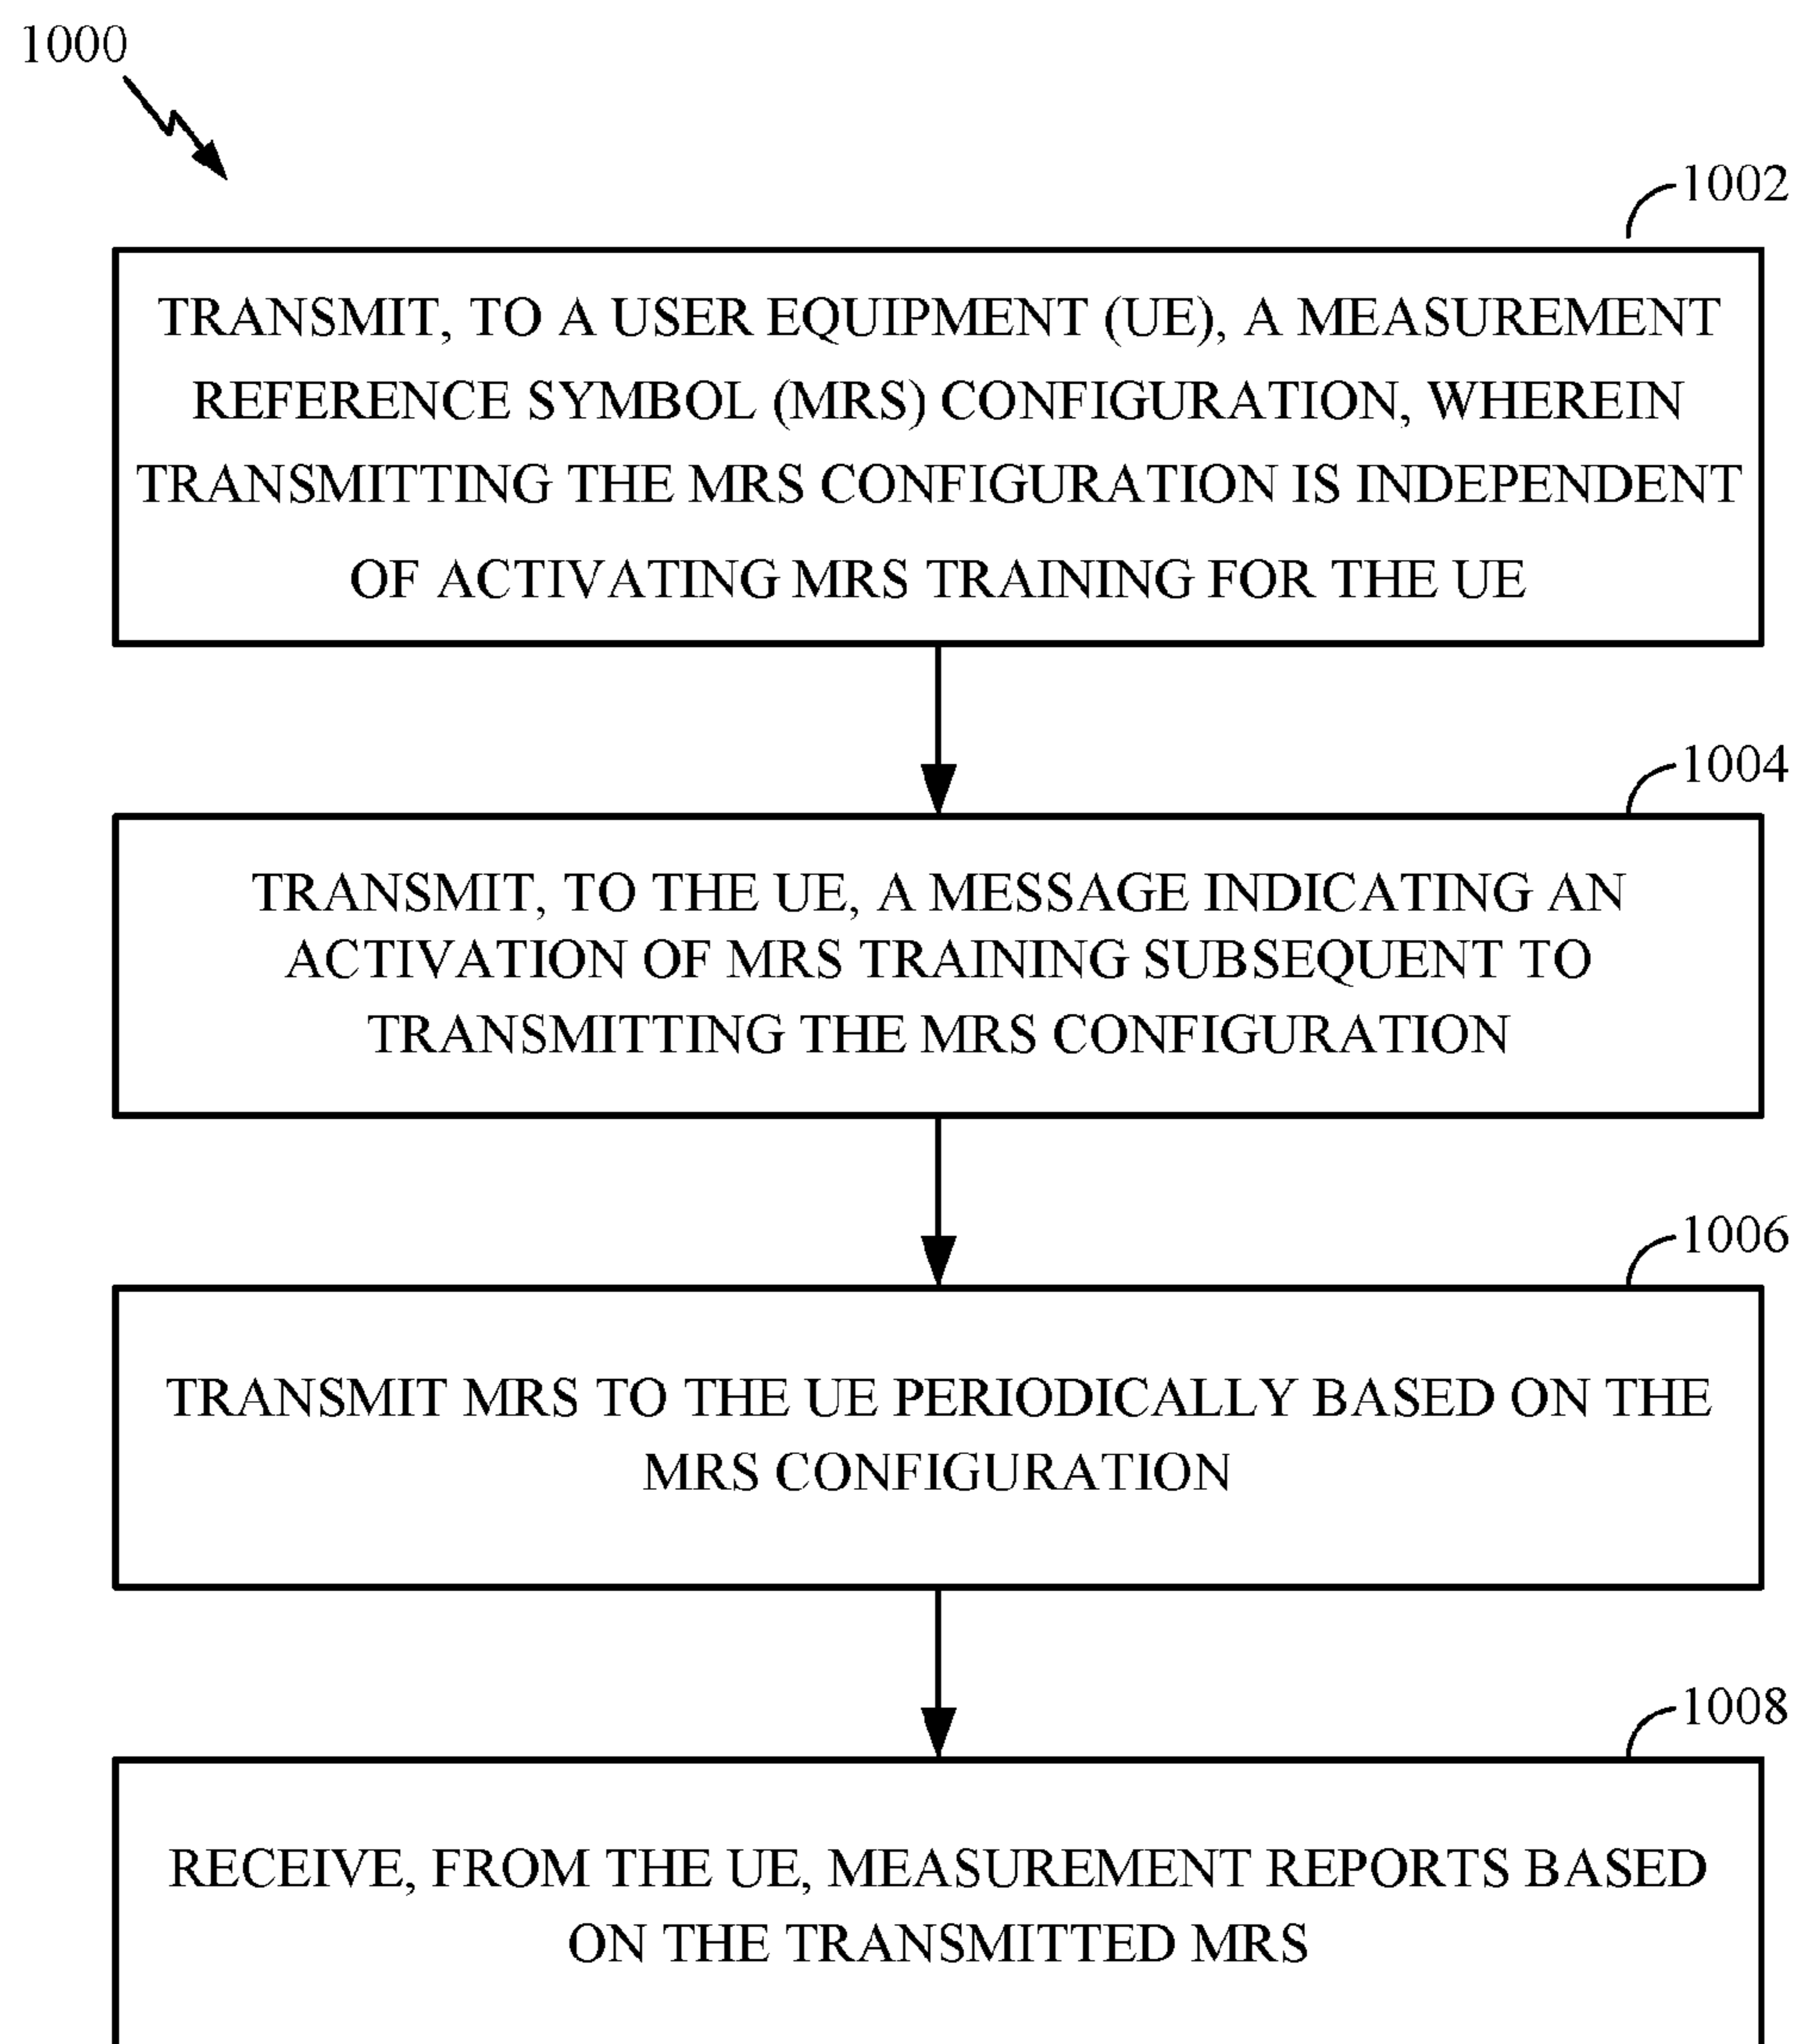 1000
1002
TRANSMIT, TO A USER EQUIPMENT (UE), A MEASUREMENT
REFERENCE SYMBOL (MRS) CONFIGURATION, WHEREIN
TRANSMITTING THE MRS CONFIGURATION IS INDEPENDENT
OF ACTIVATING MRS TRAINING FOR THE UE
1004
TRANSMIT, TO THE UE, A MESSAGE INDICATING AN
ACTIVATION OF MRS TRAINING SUBSEQUENT TO
TRANSMITTING THE MRS CONFIGURATION
1006
TRANSMIT MRS TO THE UE PERIODICALLY BASED ON THE
MRS CONFIGURATION
1008
RECEIVE, FROM THE UE, MEASUREMENT REPORTS BASED
ON THE TRANSMITTED MRS